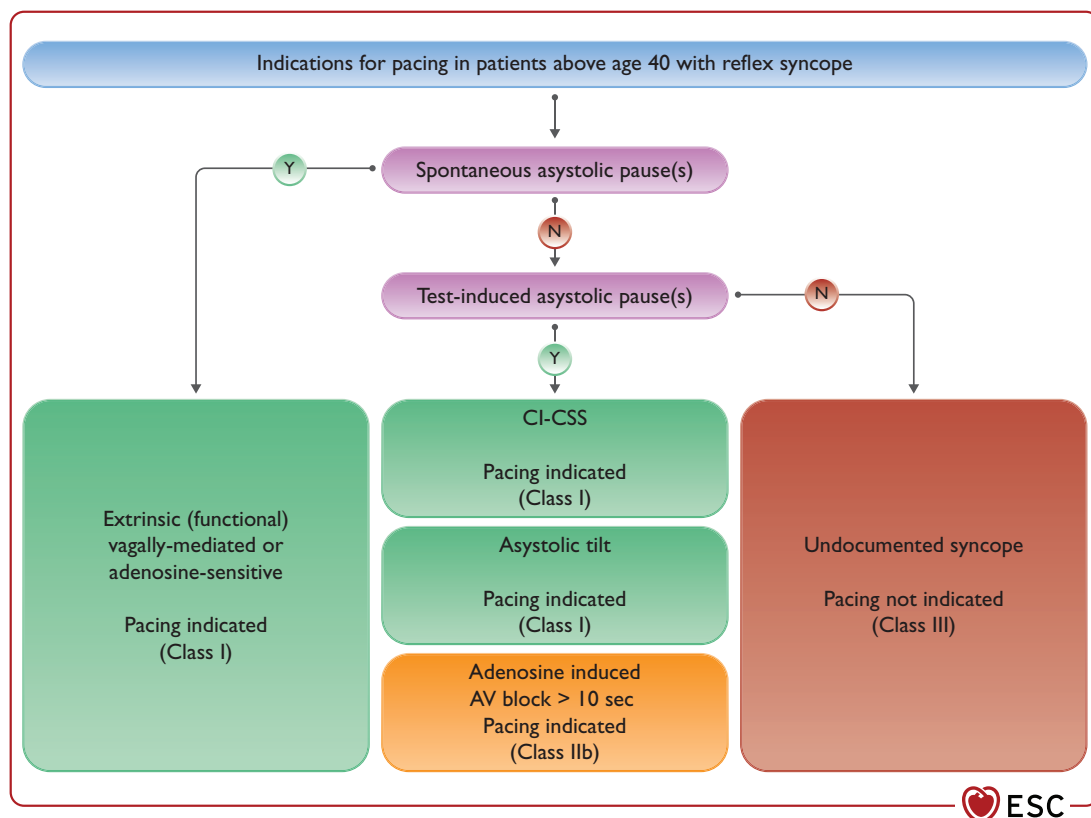 Indications for pacing in patients above age 40 with reflex syncope
Y
Spontaneous asystolic pause(s)
N
Test-induced asystolic pause(s)
N
Y
Extrinsic (functional)
vagally-mediated or
adenosine-sensitive
Pacing indicated
(Class I)
CI-CSS
Pacing indicated
(Class I)
Asystolic tilt
Pacing indicated
(Class I)
Adenosine induced
AV block > 10 sec
Pacing indicated
(Class IIb)
Undocumented syncope
Pacing not indicated
(Class III)
ESC